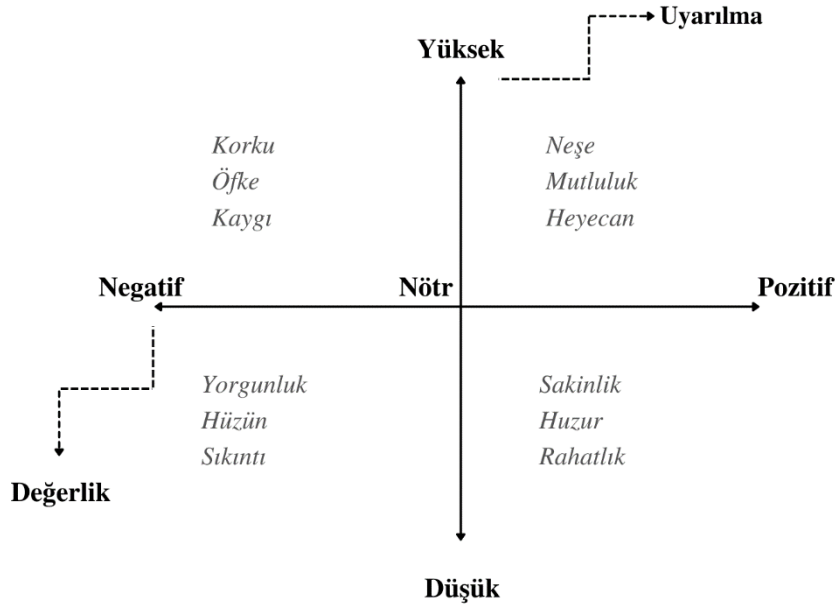 Uyarılma
Yüksek
Korku
Öfke
Kaygı
Neşe
Mutluluk
Heyecan
Negatif
Nötr
Pozitif
Yorgunluk
Hüzün
Sıkıntı
Sakinlik
Huzur
Rahatlık
Değerlik
Düşük